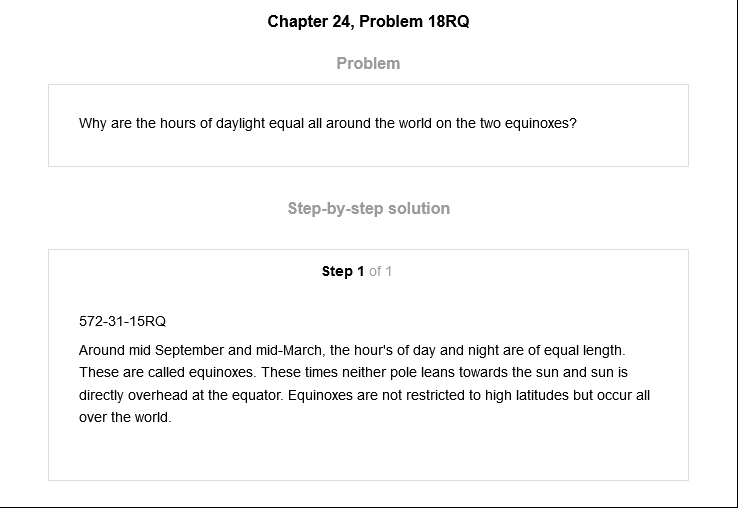 Chapter 24, Problem 18RQ
Problem
Why are the hours of daylight equal all around the world on the two equinoxes?
Step-by-step solution
Step 1 of 1
572-31-15RQ
Around mid September and mid-March, the hour's of day and night are of equal length.
These are called equinoxes. These times neither pole leans towards the sun and sun is
directly overhead at the equator. Equinoxes are not restricted to high latitudes but occur all
over the world.